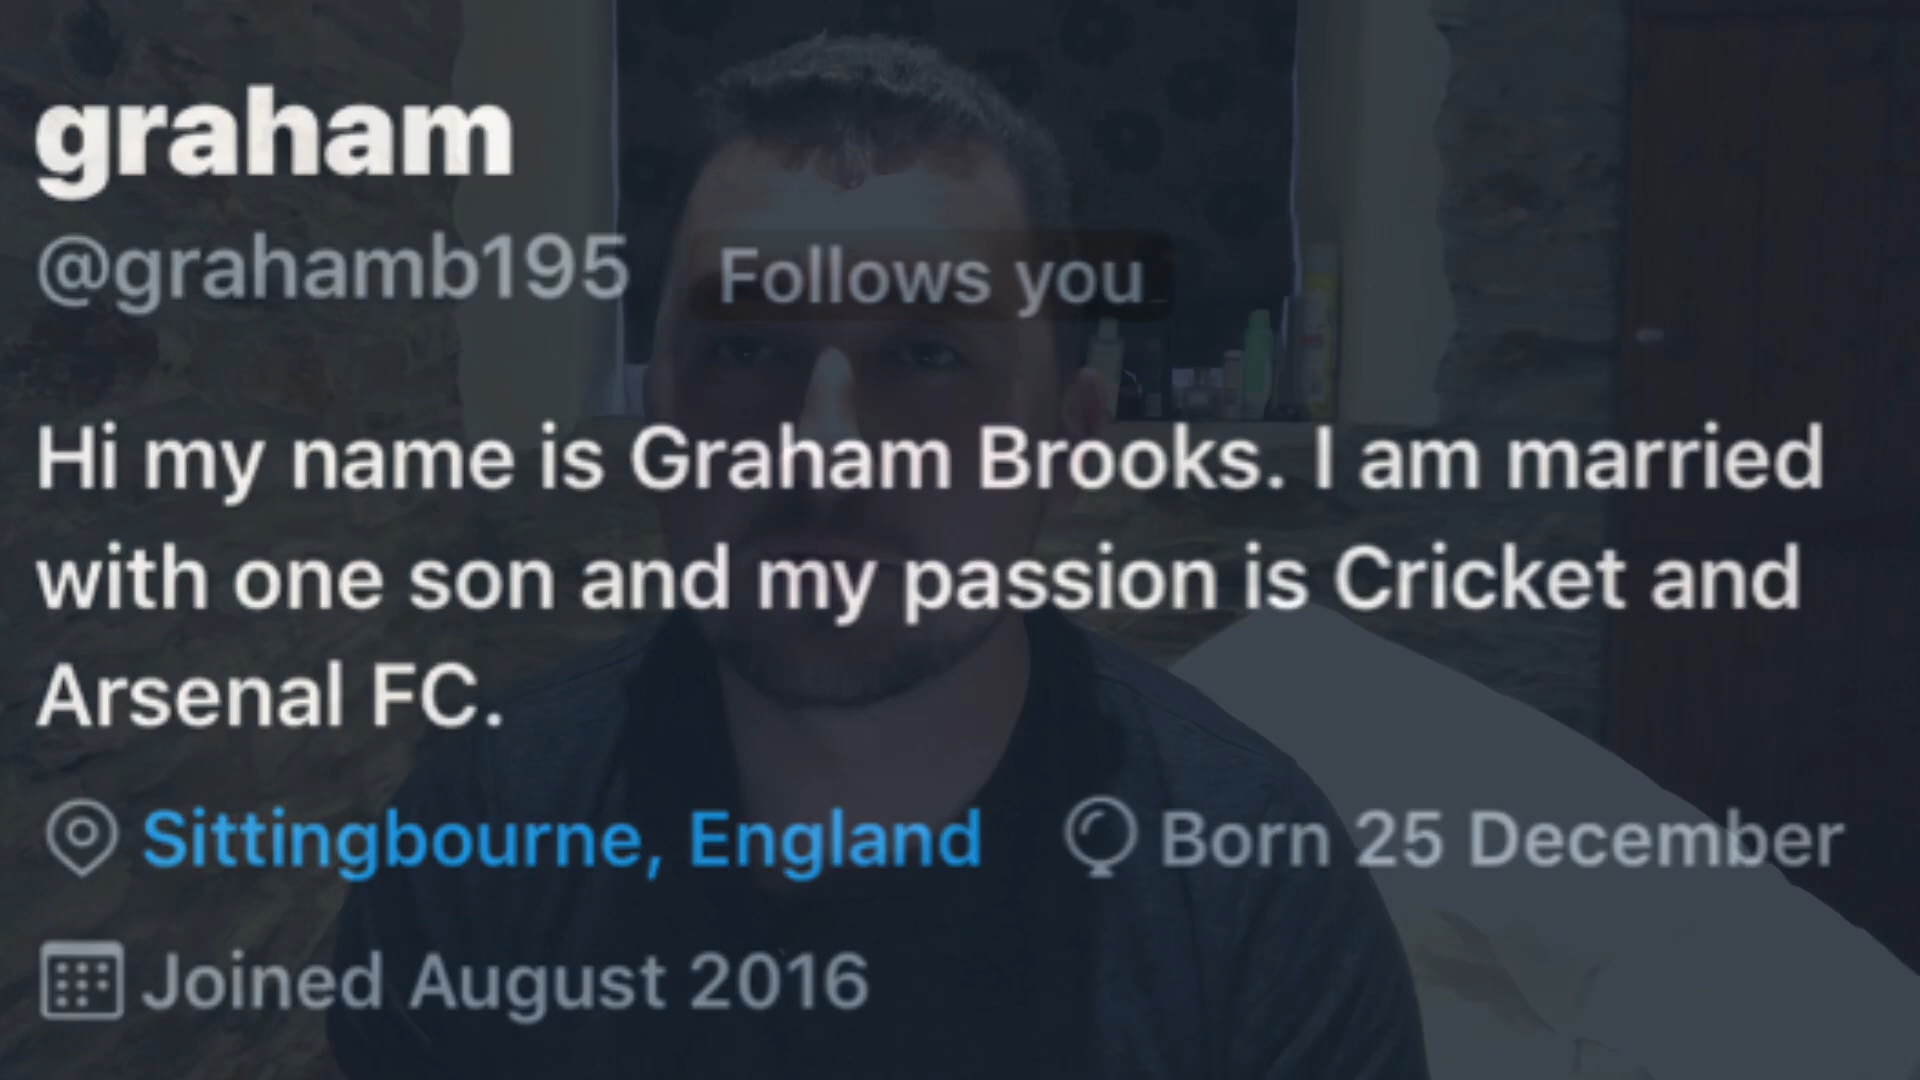 graham
@grahamb195 Follows you
Hi my name is Graham Brooks. I am married
with one son and my passion is Cricket and
Arsenal FC.
Sittingbourne, England Born 25 December
Joined August 2016